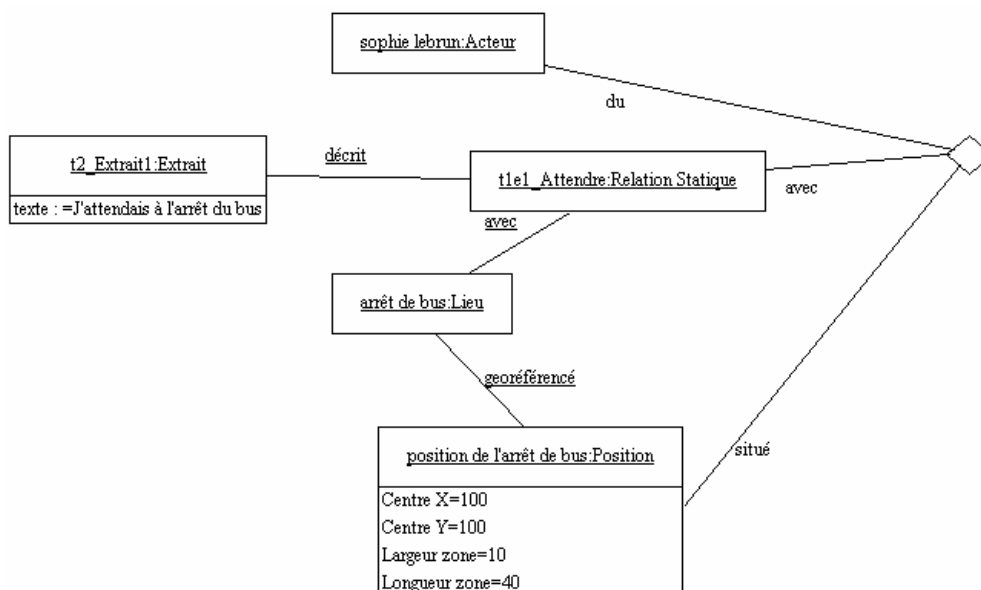 sophie lebrun:Acteur
du
t2_Extrait1:Extrait
texte : =J'attendais à l'arrêt du bus
décrit
t1e1_Attendre:Relation Statique
avec
avec
arrêt de bus:Lieu
georéférencé
position de l'arrêt de bus:Position
Centre X=100
Centre Y=100
Largeur zone=10
Longueur zone=40
situé